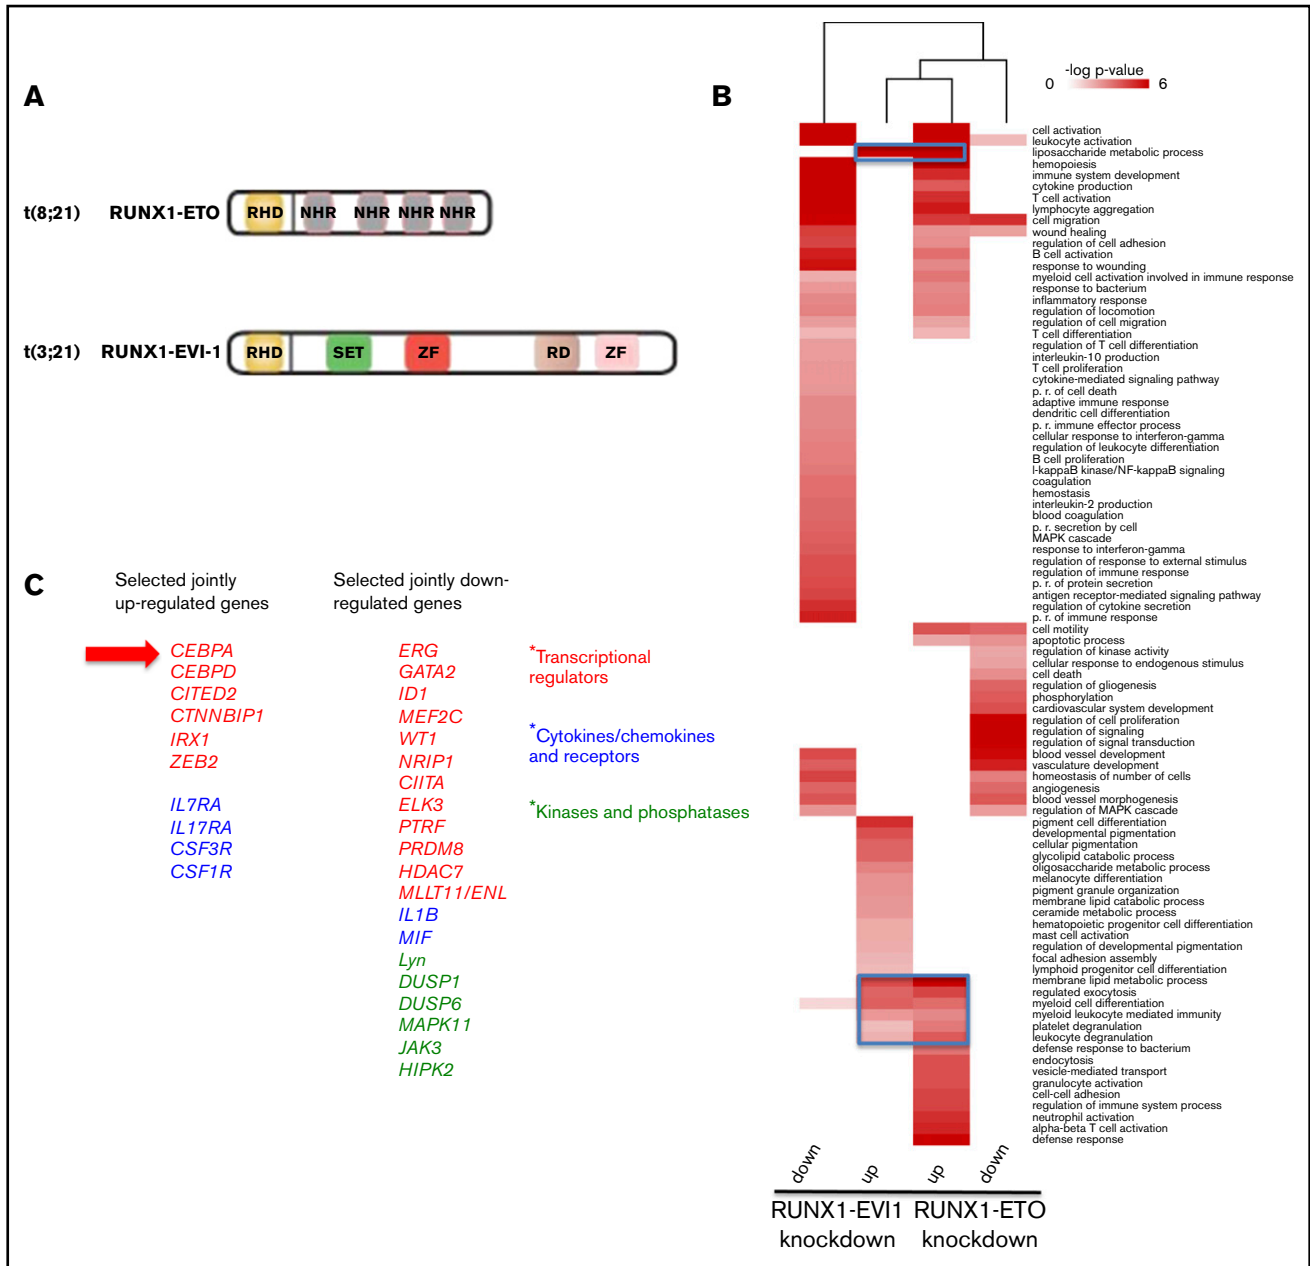 A
t(8;21) RUNX1-ETO RHD NHR NHR NHR NHR
t(3;21) RUNX1-EVI-1 RHD SET ZF RD ZF
B
-log p-value
0 6
cell activation
leukocyte activation
liposaccharide metabolic process
hemopoiesis
immune system development
cytokine production
T cell activation
lymphocyte aggregation
cell migration
wound healing
regulation of cell adhesion
B cell activation
response to wounding
myeloid cell activation involved in immune response
response to bacterium
inflammatory response
regulation of locomotion
regulation of cell migration
T cell differentiation
regulation of T cell differentiation
interleukin-10 production
T cell proliferation
cytokine-mediated signaling pathway
p. r. of cell death
adaptive immune response
dendritic cell differentiation
p. r. immune effector process
cellular response to interferon-gamma
regulation of leukocyte differentiation
B cell proliferation
I-kappaB kinase/NF-kappaB signaling
coagulation
hemostasis
interleukin-2 production
blood coagulation
p. r. secretion by cell
MAPK cascade
response to interferon-gamma
regulation of response to external stimulus
regulation of immune response
p. r. of protein secretion
antigen receptor-mediated signaling pathway
regulation of cytokine secretion
p. r. of immune response
cell motility
apoptotic process
regulation of kinase activity
cellular response to endogenous stimulus
cell death
regulation of gliogenesis
phosphorylation
cardiovascular system development
regulation of cell proliferation
regulation of signaling
regulation of signal transduction
blood vessel development
vasculature development
homeostasis of number of cells
angiogenesis
blood vessel morphogenesis
regulation of MAPK cascade
pigment cell differentiation
developmental pigmentation
cellular pigmentation
glycolipid catabolic process
oligosaccharide metabolic process
melanocyte differentiation
pigment granule organization
membrane lipid catabolic process
ceramide metabolic process
hematopoietic progenitor cell differentiation
mast cell activation
regulation of developmental pigmentation
focal adhesion assembly
lymphoid progenitor cell differentiation
membrane lipid metabolic process
regulated exocytosis
myeloid cell differentiation
myeloid leukocyte mediated immunity
platelet degranulation
leukocyte degranulation
defense response to bacterium
endocytosis
vesicle-mediated transport
granulocyte activation
cell-cell adhesion
regulation of immune system process
neutrophil activation
alpha-beta T cell activation
defense response
down up up down
RUNX1-EVI1 RUNX1-ETO
knockdown knockdown
C
Selected jointly
up-regulated genes
CEBPA
CEBPD
CITED2
CTNNBIP1
IRX1
ZEB2
IL7RA
IL17RA
CSF3R
CSF1R
Selected jointly down-
regulated genes
ERG
GATA2
ID1
MEF2C
WT1
NRIP1
CIITA
ELK3
PTRF
PRDM8
HDAC7
MLLT11/ENL
IL1B
MIF
Lyn
DUSP1
DUSP6
MAPK11
JAK3
HIPK2
*Transcriptional
regulators
*Cytokines/chemokines
and receptors
*Kinases and phosphatases